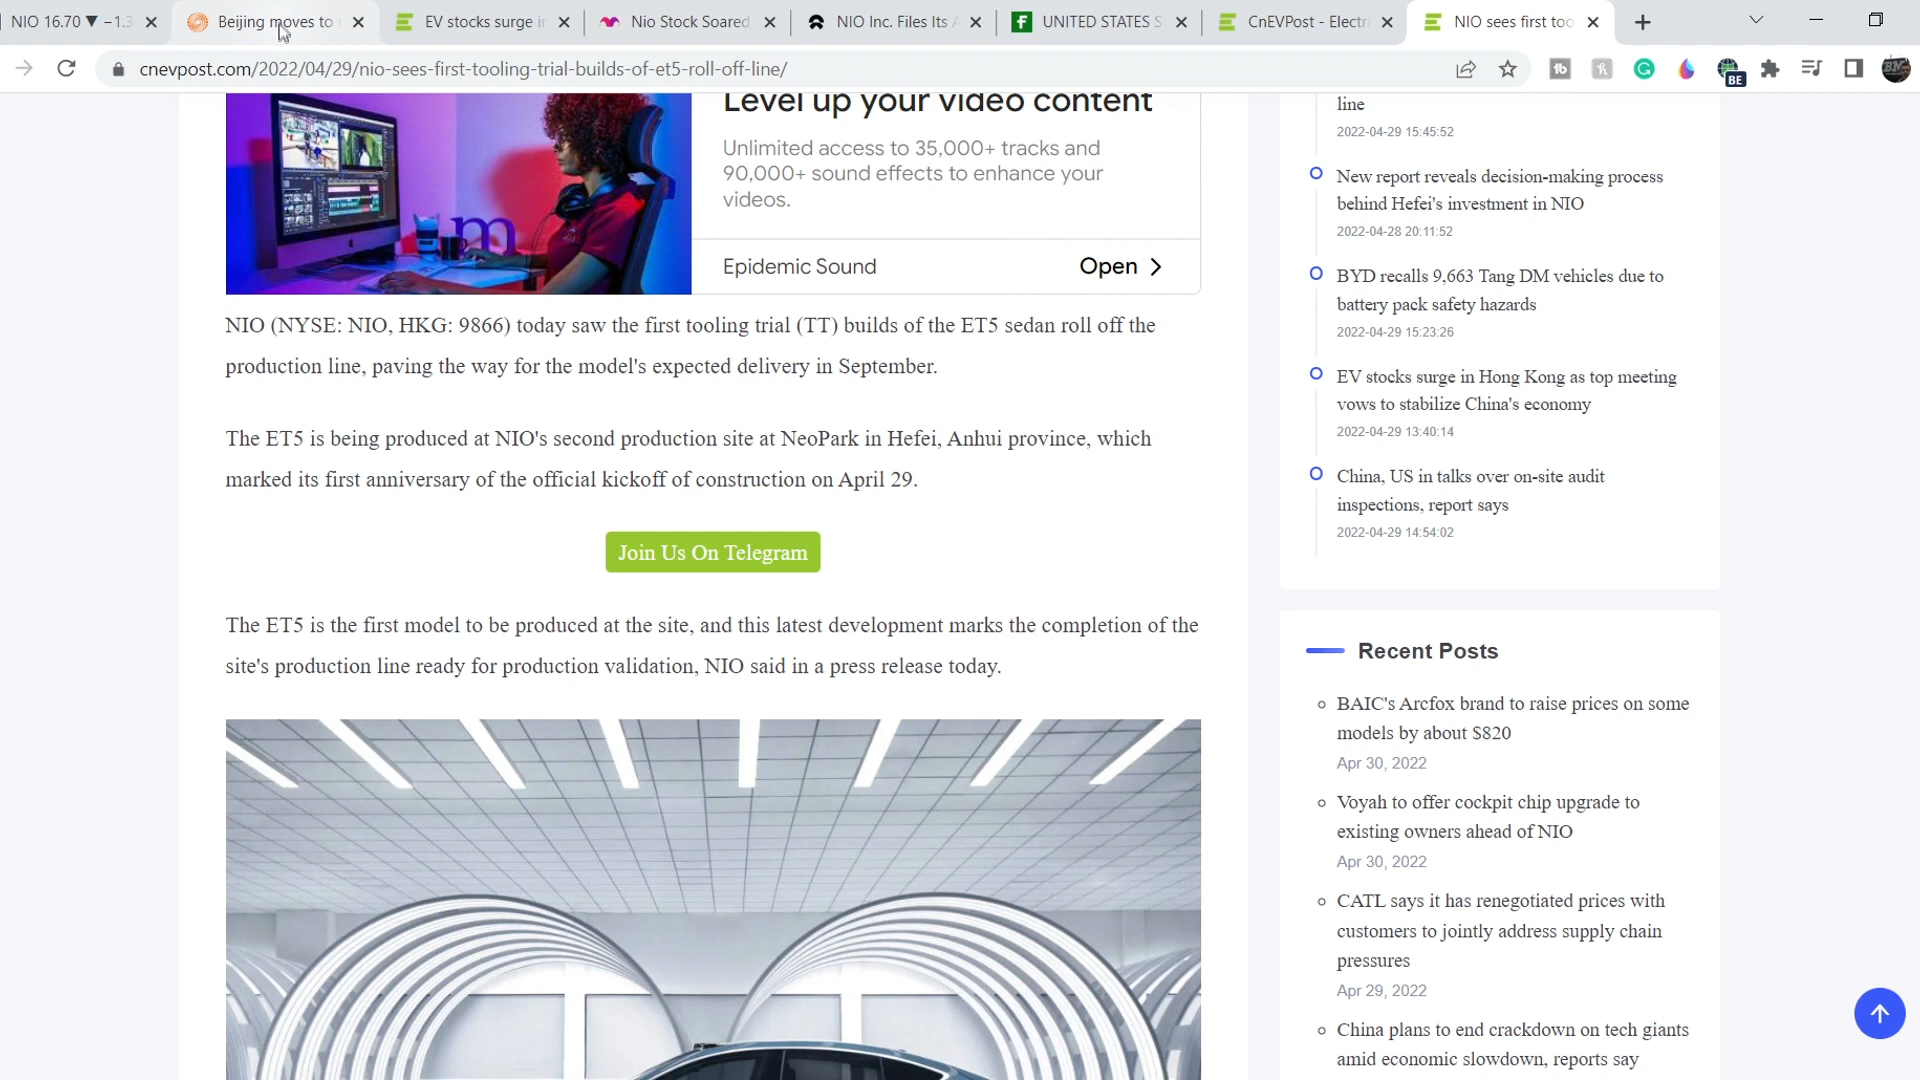 NIO 16.70 ▼ −1.3
Beijing moves to
EV stocks surge in
Nio Stock Soared
NIO Inc. Files Its A
UNITED STATES S
CnEVPost - Electri
NIO sees first too
cnevpost.com/2022/04/29/nio-sees-first-tooling-trial-builds-of-et5-roll-off-line/
BE
Level up your video content
Unlimited access to 35,000+ tracks and
90,000+ sound effects to enhance your
videos.
Epidemic Sound
Open
NIO (NYSE: NIO, HKG: 9866) today saw the first tooling trial (TT) builds of the ET5 sedan roll off the
production line, paving the way for the model's expected delivery in September.
The ET5 is being produced at NIO's second production site at NeoPark in Hefei, Anhui province, which
marked its first anniversary of the official kickoff of construction on April 29.
Join Us On Telegram
The ET5 is the first model to be produced at the site, and this latest development marks the completion of the
site's production line ready for production validation, NIO said in a press release today.
line
2022-04-29 15:45:52
New report reveals decision-making process
behind Hefei's investment in NIO
2022-04-28 20:11:52
BYD recalls 9,663 Tang DM vehicles due to
battery pack safety hazards
2022-04-29 15:23:26
EV stocks surge in Hong Kong as top meeting
vows to stabilize China's economy
2022-04-29 13:40:14
China, US in talks over on-site audit
inspections, report says
2022-04-29 14:54:02
Recent Posts
BAIC's Arcfox brand to raise prices on some
models by about $820
Apr 30, 2022
Voyah to offer cockpit chip upgrade to
existing owners ahead of NIO
Apr 30, 2022
CATL says it has renegotiated prices with
customers to jointly address supply chain
pressures
Apr 29, 2022
China plans to end crackdown on tech giants
amid economic slowdown, reports say